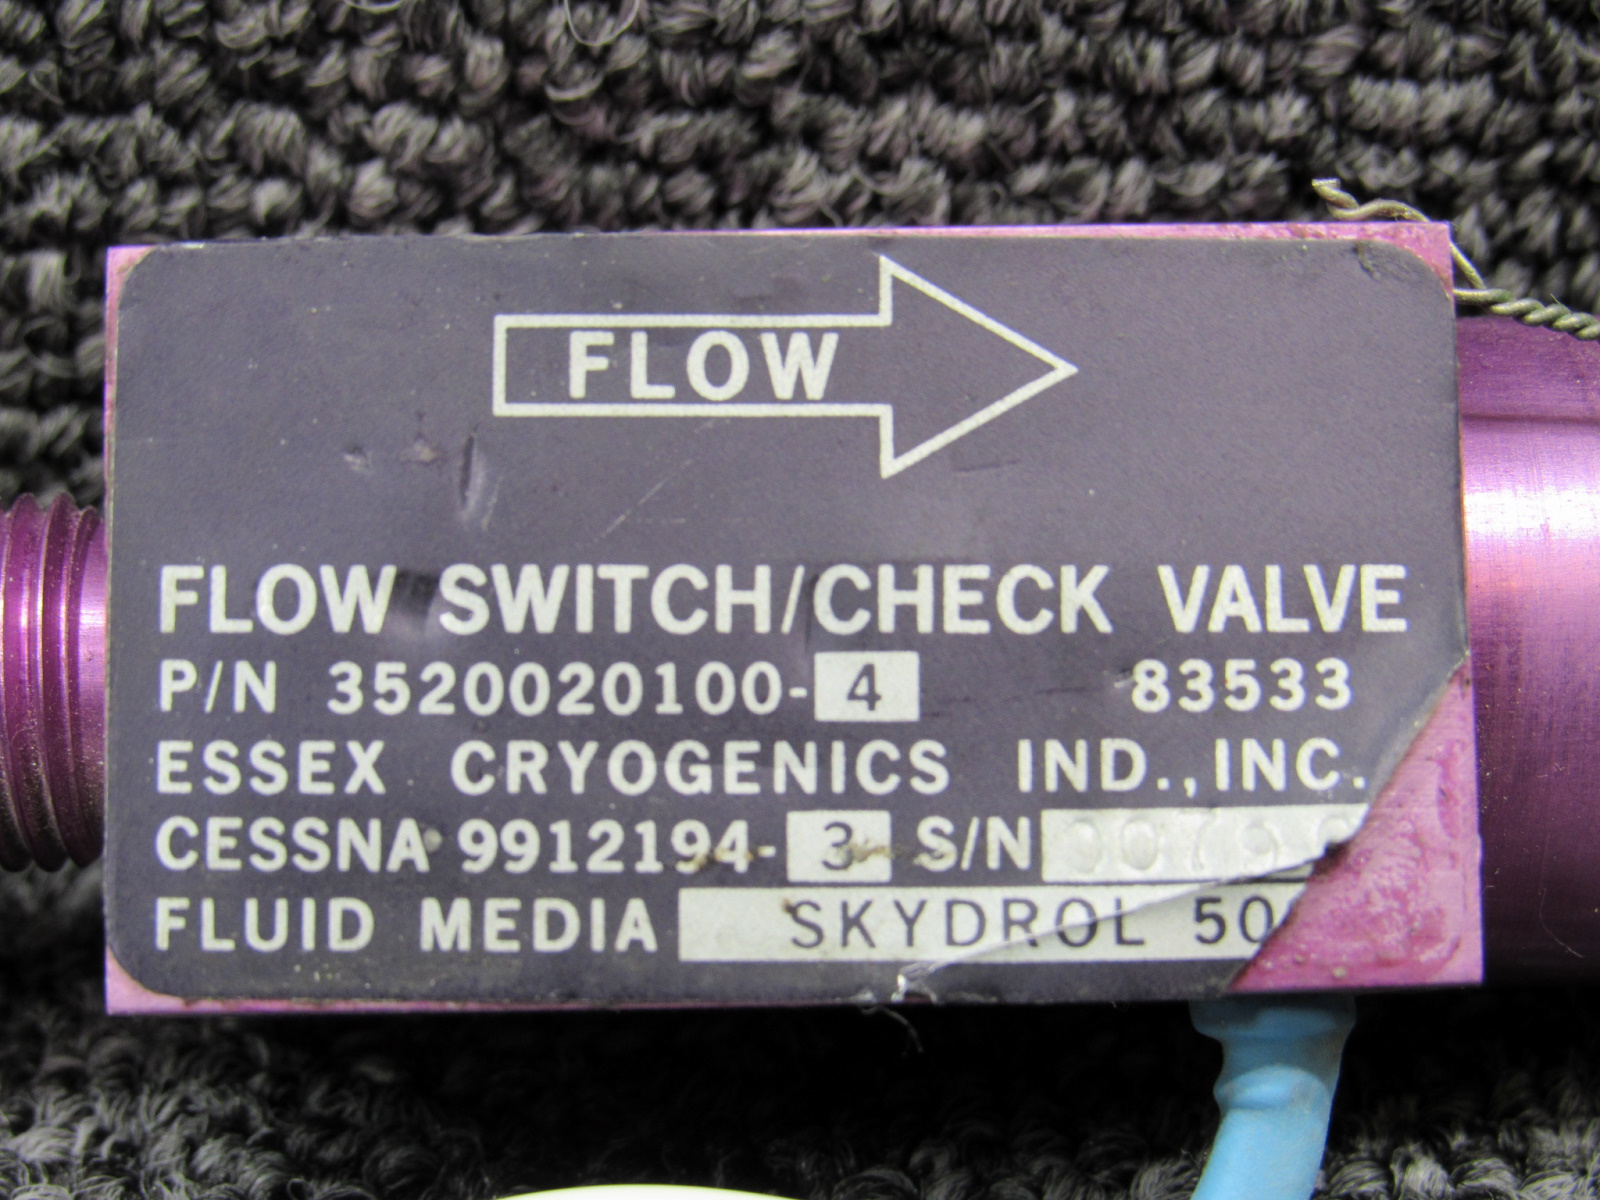 FLOW
FLOW SWITCH/CHECK VALVE
P/N 3520020100-4 83533
ESSEX CRYOGENICS IND., INC.
CESSNA 9912194-3 S/N
FLUID MEDIA SKYDROL